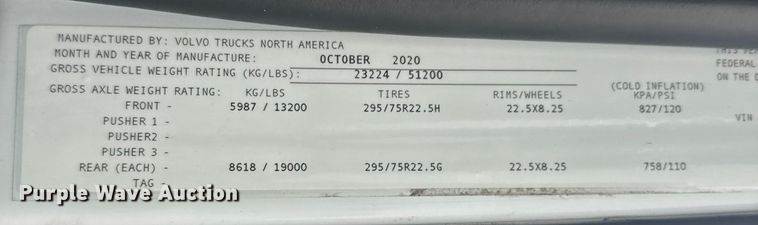 MANUFACTURED BY: VOLVO TRUCKS NORTH AMERICA
MONTH AND YEAR OF MANUFACTURE: OCTOBER 2020
GROSS VEHICLE WEIGHT RATING (KG/LBS): 23224 / 51200
GROSS AXLE WEIGHT RATING: KG/LBS TIRES RIMS/WHEELS (COLD INFLATION) KPA/PSI
FRONT - 5987 / 13200 295/75R22.5H 22.5X8.25 827/120
PUSHER 1 -
PUSHER2 -
PUSHER 3 -
REAR (EACH) - 8618 / 19000 295/75R22.5G 22.5X8.25 758/110
TAG -
FEDERAL
ON THE
VIN
Purple Wave Auction